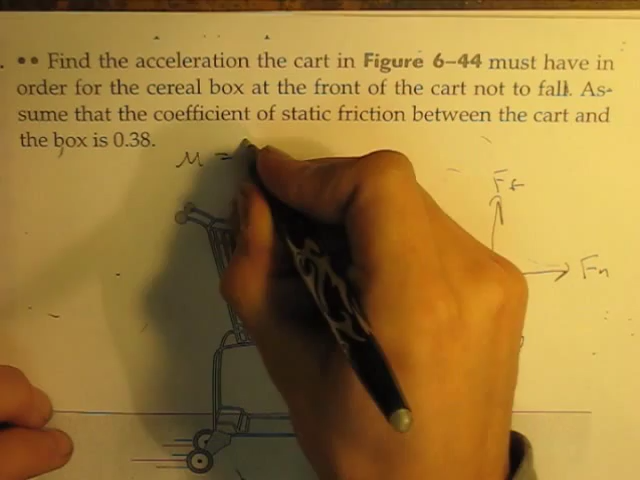 . •• Find the acceleration the cart in Figure 6–44 must have in
order for the cereal box at the front of the cart not to fall. As-
sume that the coefficient of static friction between the cart and
the box is 0.38.
μ =
Ff
Fn